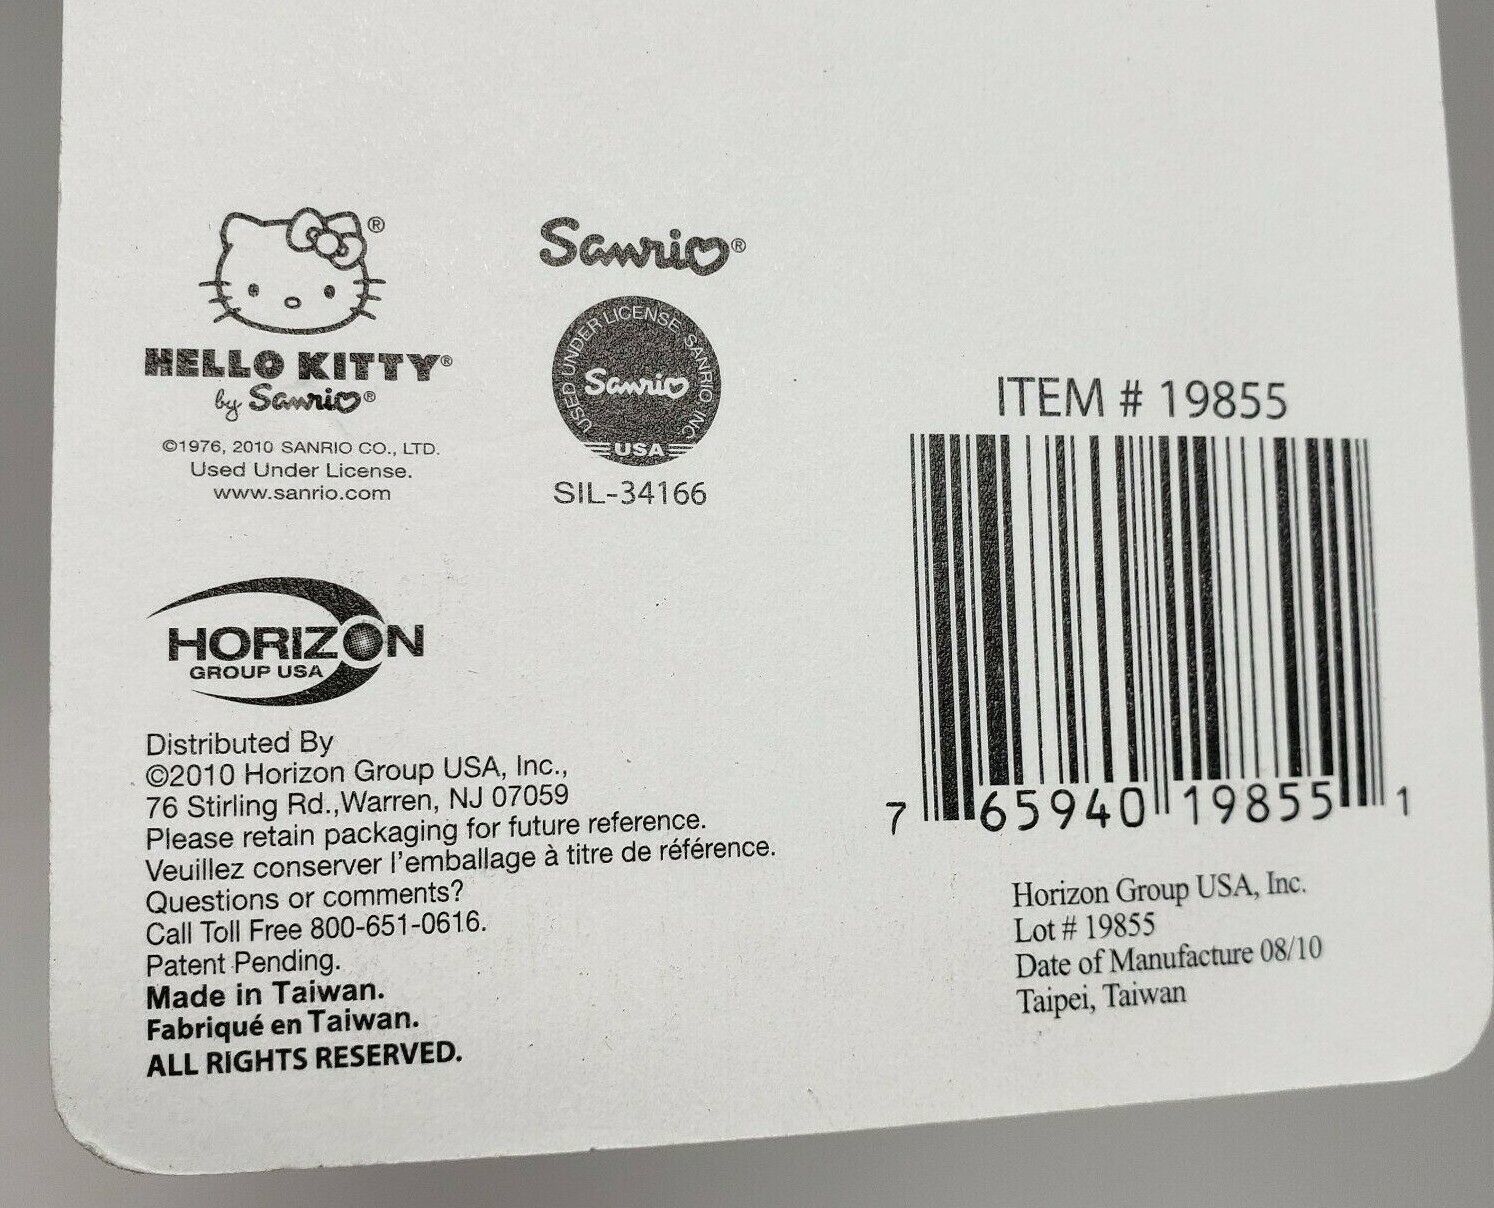 ®
HELLO KITTY®
by Sanrio®
©1976, 2010 SANRIO CO., LTD.
Used Under License.
www.sanrio.com
Sanrio®
USED UNDER LICENSE, SANRIO, INC.
Sanrio
USA
SIL-34166
HORIZON
GROUP USA
Distributed By
©2010 Horizon Group USA, Inc.,
76 Stirling Rd.,Warren, NJ 07059
Please retain packaging for future reference.
Veuillez conserver l'emballage à titre de référence.
Questions or comments?
Call Toll Free 800-651-0616.
Patent Pending.
Made in Taiwan.
Fabriqué en Taiwan.
ALL RIGHTS RESERVED.
ITEM # 19855
7 65940 19855 1
Horizon Group USA, Inc.
Lot # 19855
Date of Manufacture 08/10
Taipei, Taiwan